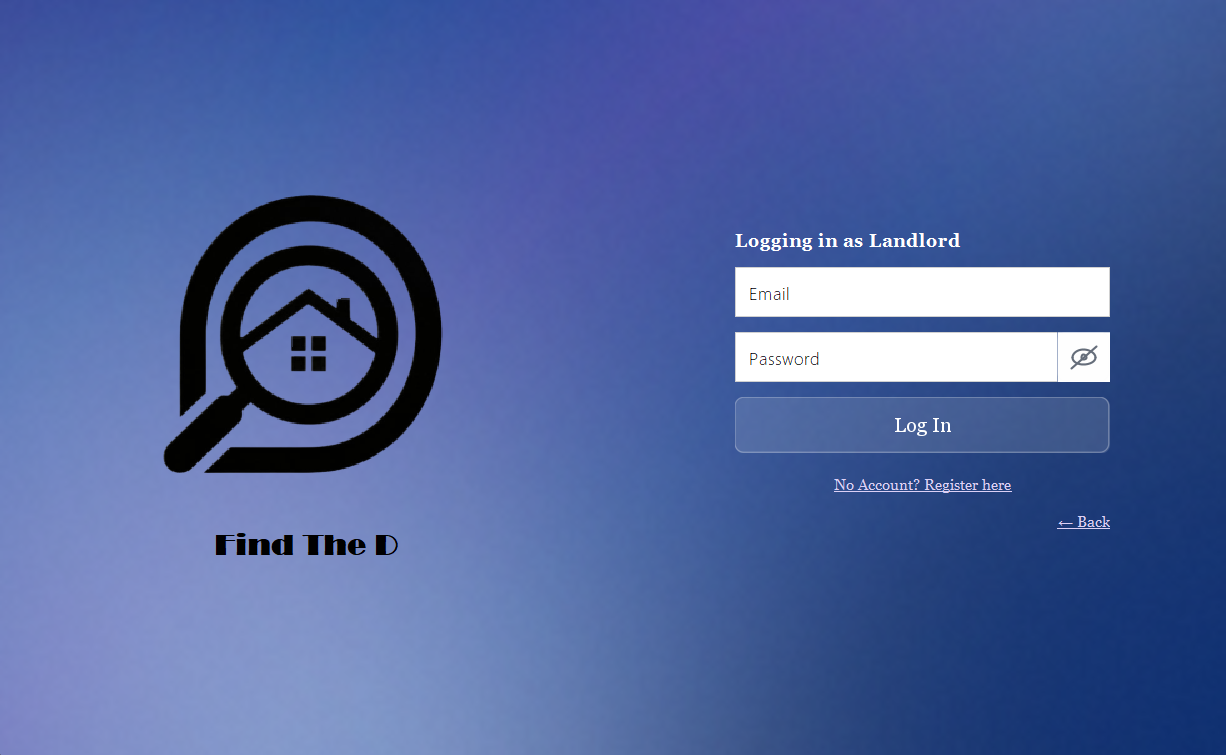 Find The D
Logging in as Landlord
Email
Password
Log In
No Account? Register here
← Back